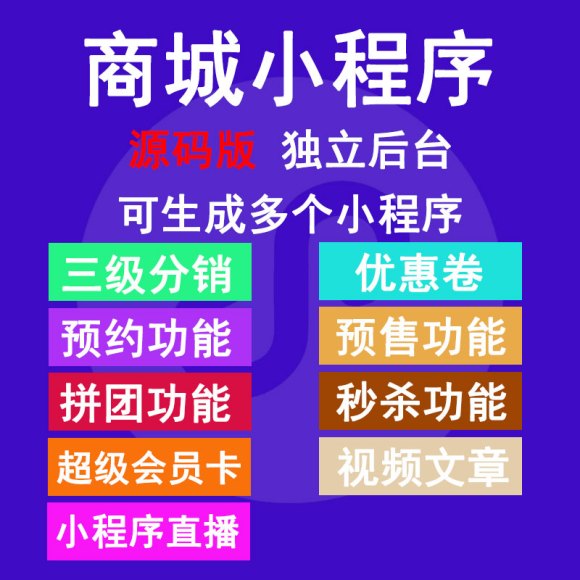 商城小程序
源码版 独立后台
可生成多个小程序
三级分销 优惠卷
预约功能 预售功能
拼团功能 秒杀功能
超级会员卡 视频文章
小程序直播